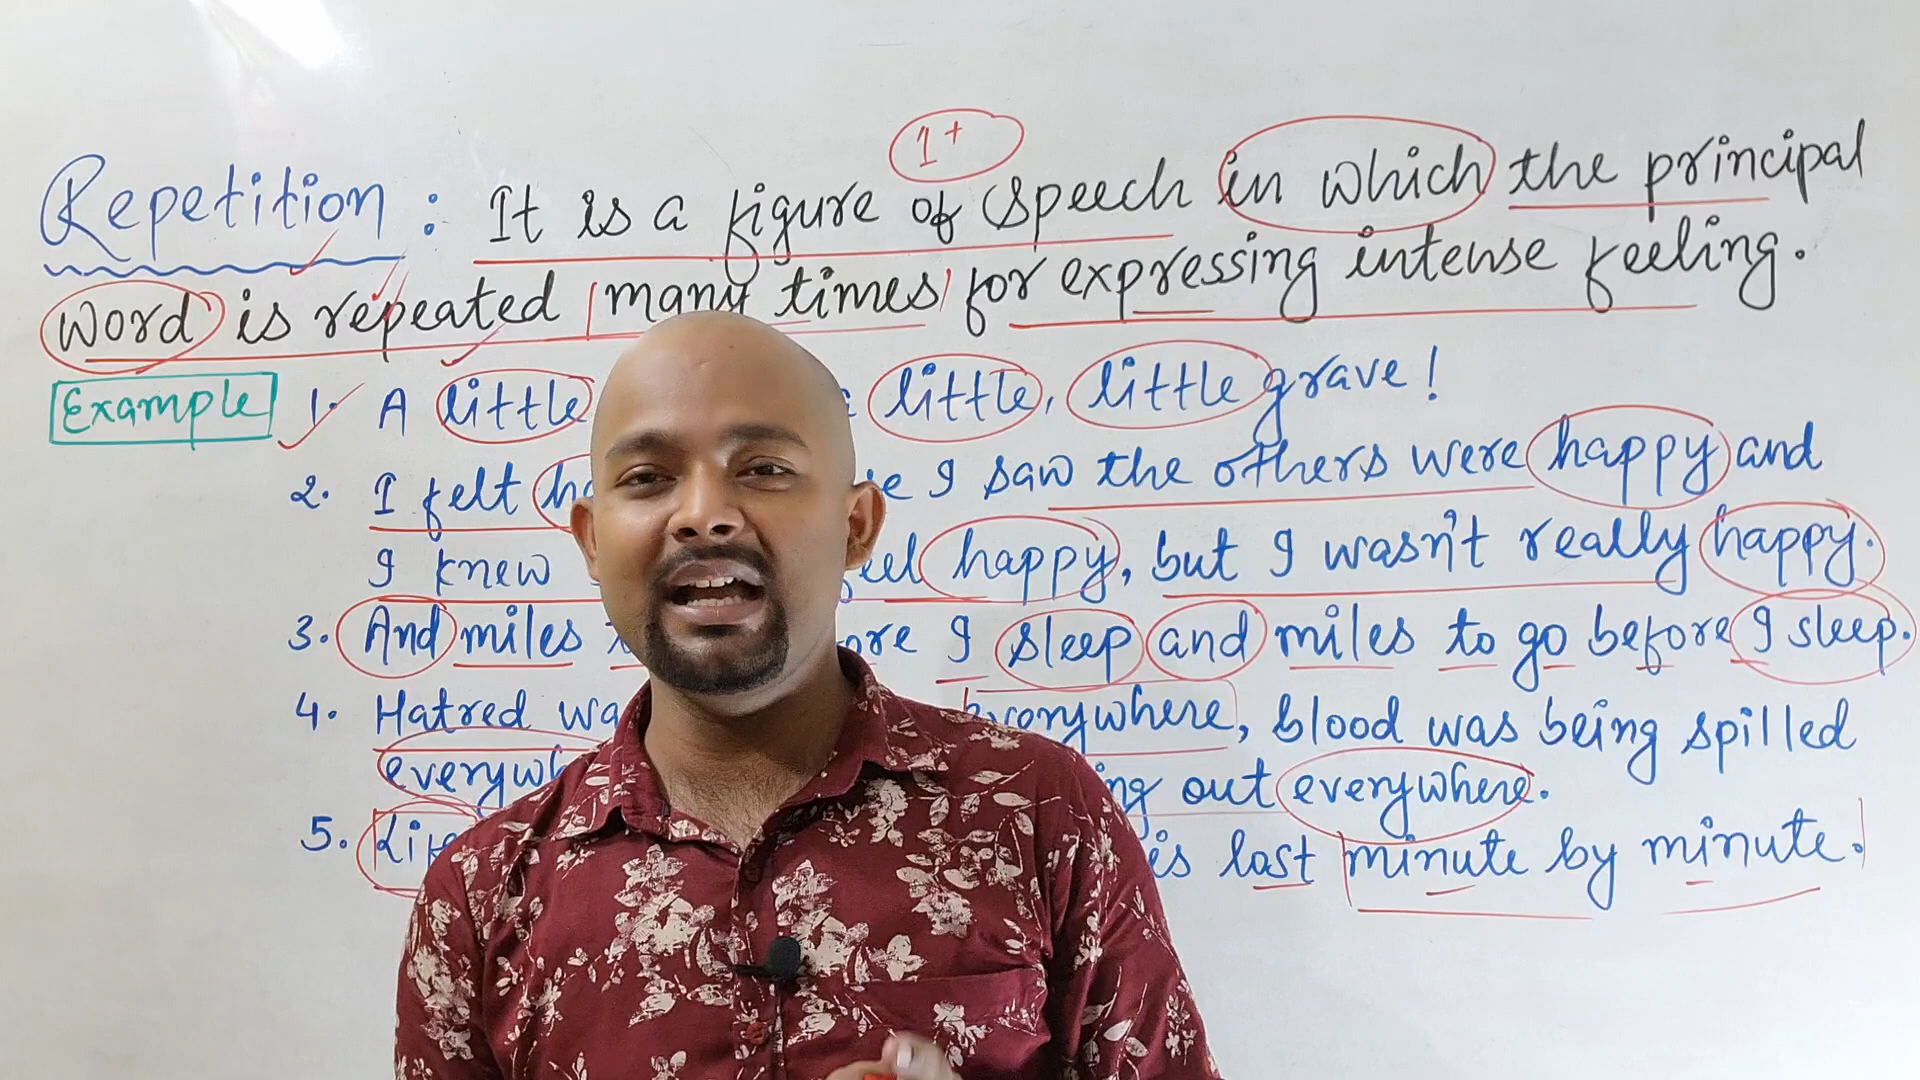 1+
Repetition : It is a figure of speech in which the principal
word is repeated many times for expressing intense feeling.
Example 1. A little little, little grave!
2. I felt I saw the others were happy and
I knew happy, but I wasn't really happy.
3. And miles I sleep and miles to go before I sleep.
4. Hatred everywhere, blood was being spilled
out everywhere.
5. last minute by minute.